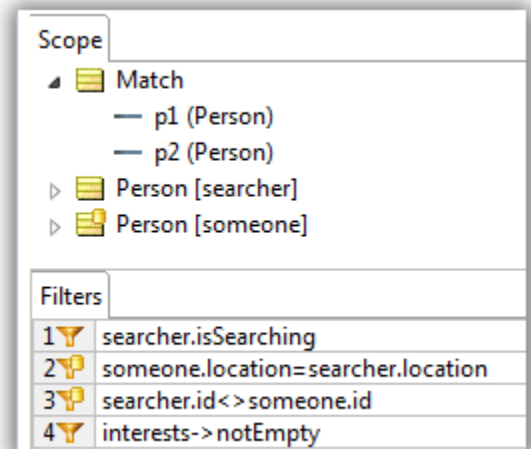 Scope
Match
p1 (Person)
p2 (Person)
Person [searcher]
Person [someone]
Filters
1 searcher.isSearching
2 someone.location=searcher.location
3 searcher.id<>someone.id
4 interests->notEmpty